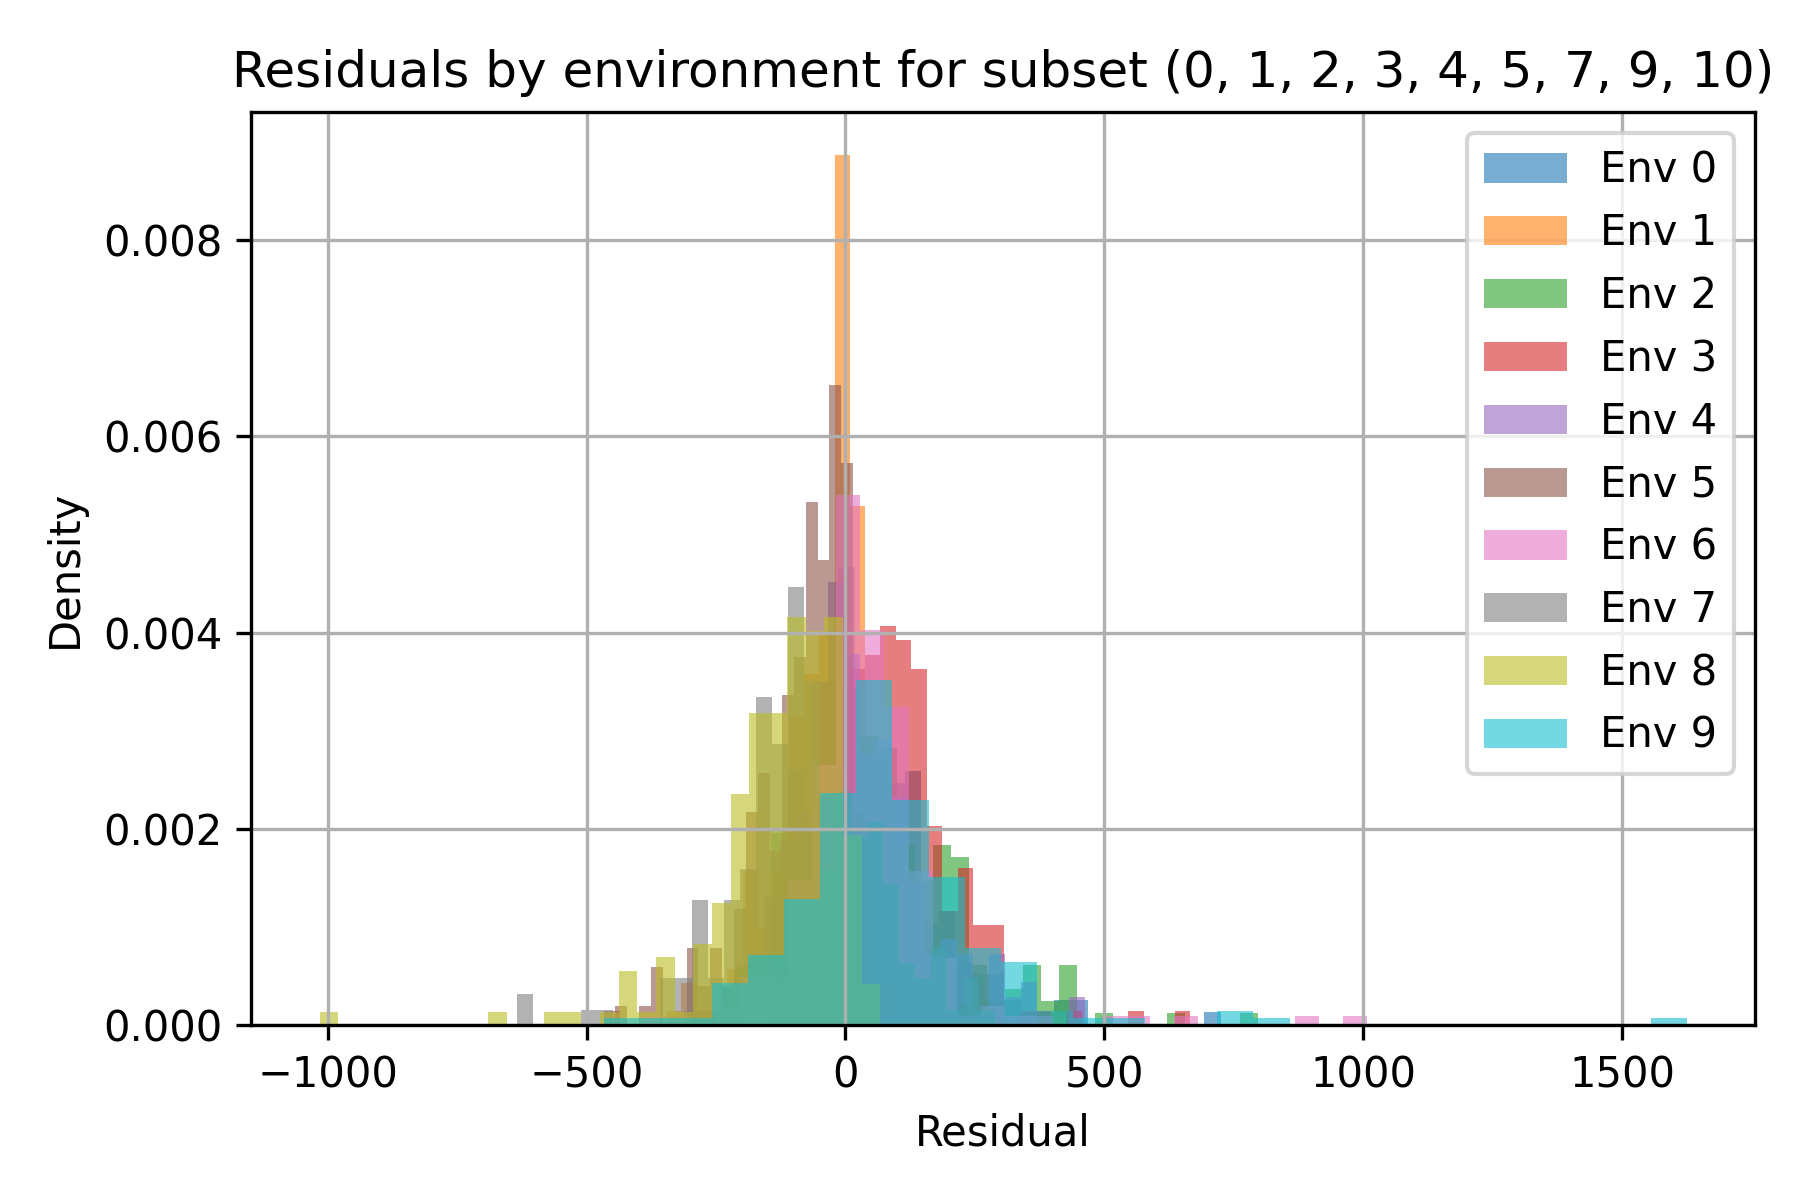 Residuals by environment for subset (0, 1, 2, 3, 4, 5, 7, 9, 10)
Density
0.008
0.006
0.004
0.002
0.000
−1000
−500
0
500
1000
1500
Residual
Env 0
Env 1
Env 2
Env 3
Env 4
Env 5
Env 6
Env 7
Env 8
Env 9